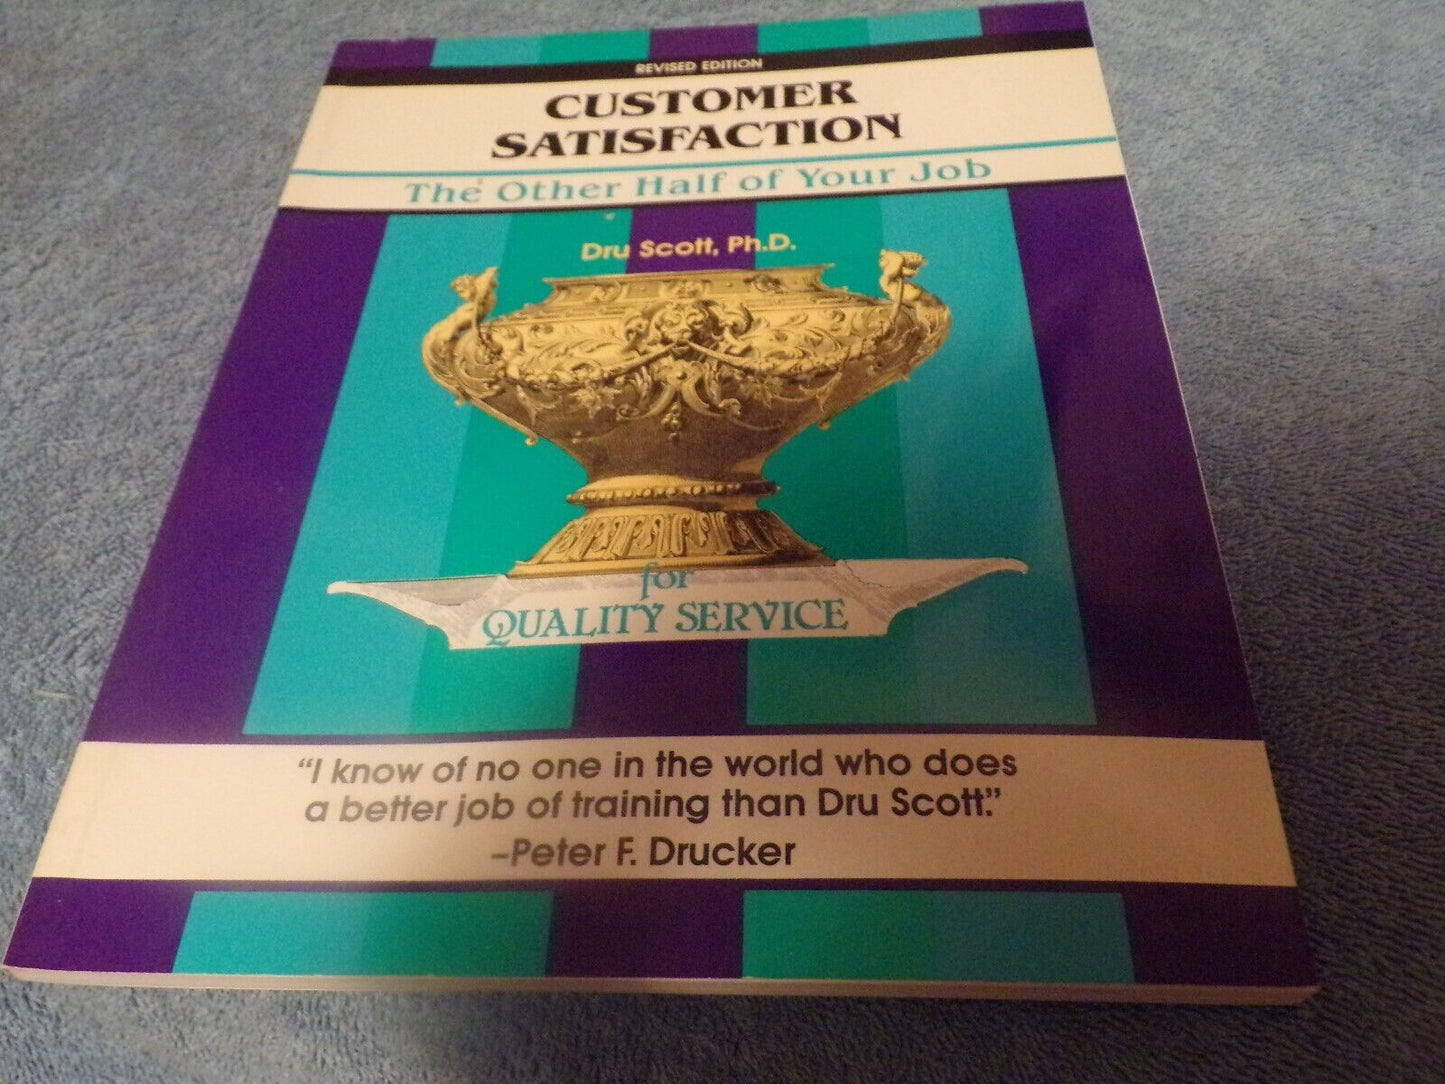 REVISED EDITION
CUSTOMER
SATISFACTION
The Other Half of Your Job
Dru Scott, Ph.D.
for
QUALITY SERVICE
“I know of no one in the world who does
a better job of training than Dru Scott.”
–Peter F. Drucker